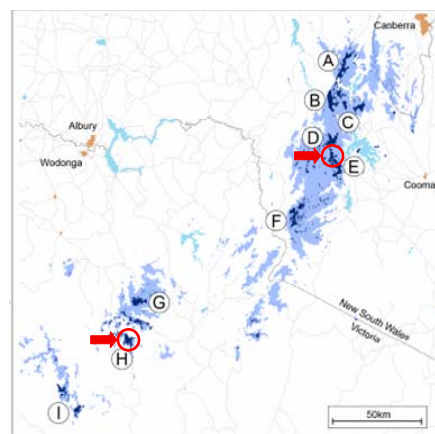 Canberra
A
B
C
Albury
D
Wodonga
E
Cooma
F
G
New South Wales
Victoria
H
I
50km